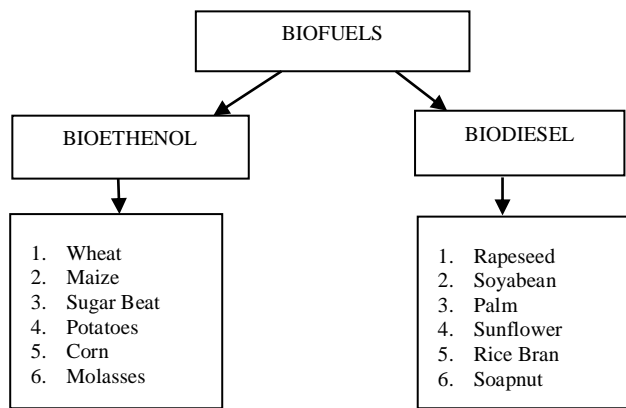 BIOFUELS
BIOETHENOL
BIODIESEL
1. Wheat
2. Maize
3. Sugar Beat
4. Potatoes
5. Corn
6. Molasses
1. Rapeseed
2. Soyabean
3. Palm
4. Sunflower
5. Rice Bran
6. Soapnut